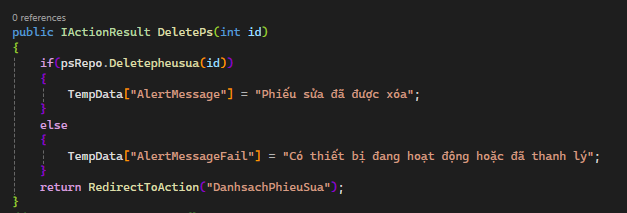 0 references
public IActionResult DeletePs(int id)
{
if(psRepo.Deletepheusua(id))
{
TempData["AlertMessage"] = "Phiếu sửa đã được xóa";
}
else
{
TempData["AlertMessageFail"] = "Có thiết bị đang hoạt động hoặc đã thanh lý";
}
return RedirectToAction("DanhsachPhieuSua");
}